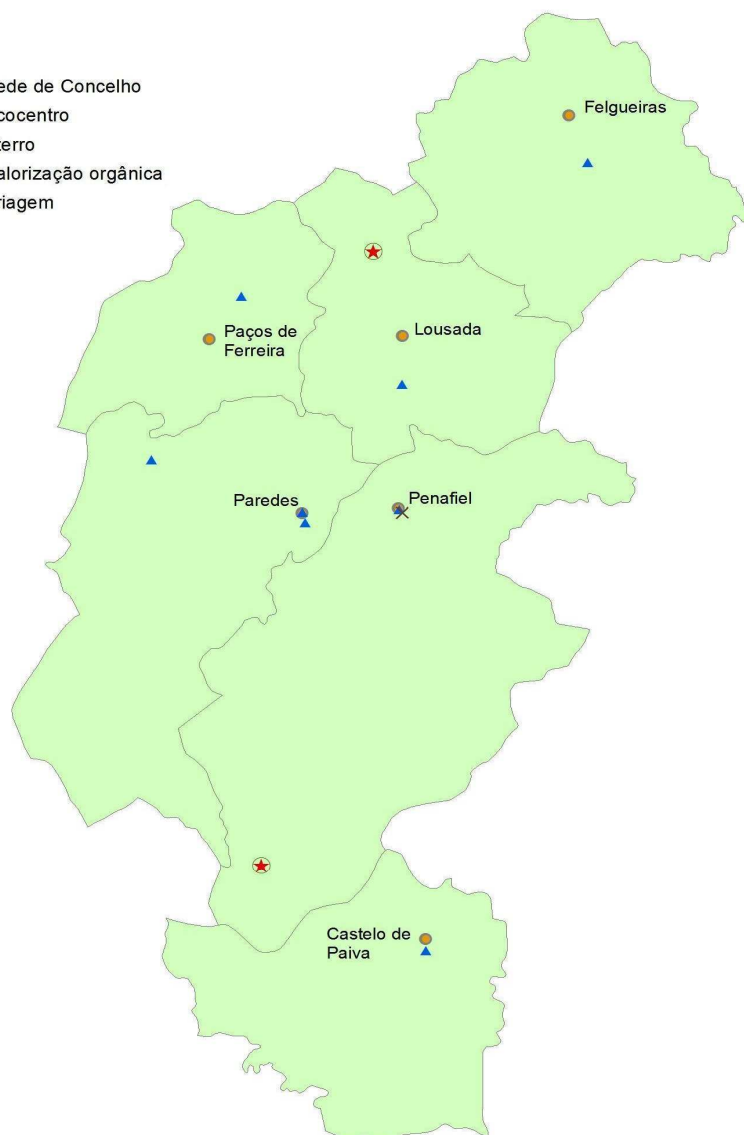 ede de Concelho
cocentro
terro
alorização orgânica
riagem
Felgueiras
Paços de
Ferreira
Lousada
Paredes
Penafiel
Castelo de
Paiva